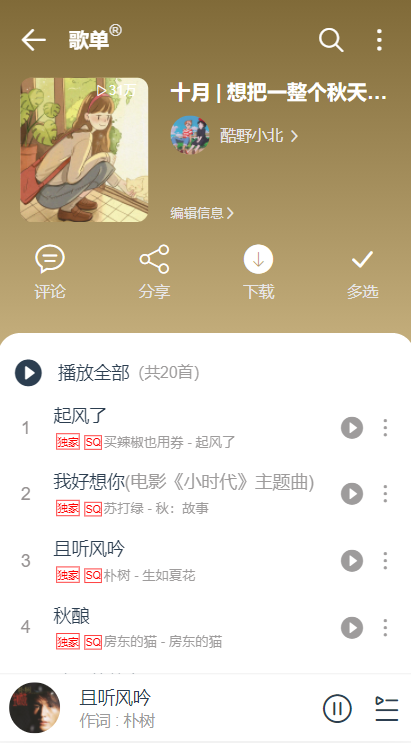 歌单®
34万
十月 | 想把一整个秋天…
酷野小北
编辑信息
评论
分享
下载
多选
播放全部 (共20首)
1 起风了
独家 SQ 买辣椒也用券 - 起风了
2 我好想你(电影《小时代》主题曲)
独家 SQ 苏打绿 - 秋：故事
3 且听风吟
独家 SQ 朴树 - 生如夏花
4 秋酿
独家 SQ 房东的猫 - 房东的猫
且听风吟
作词 : 朴树